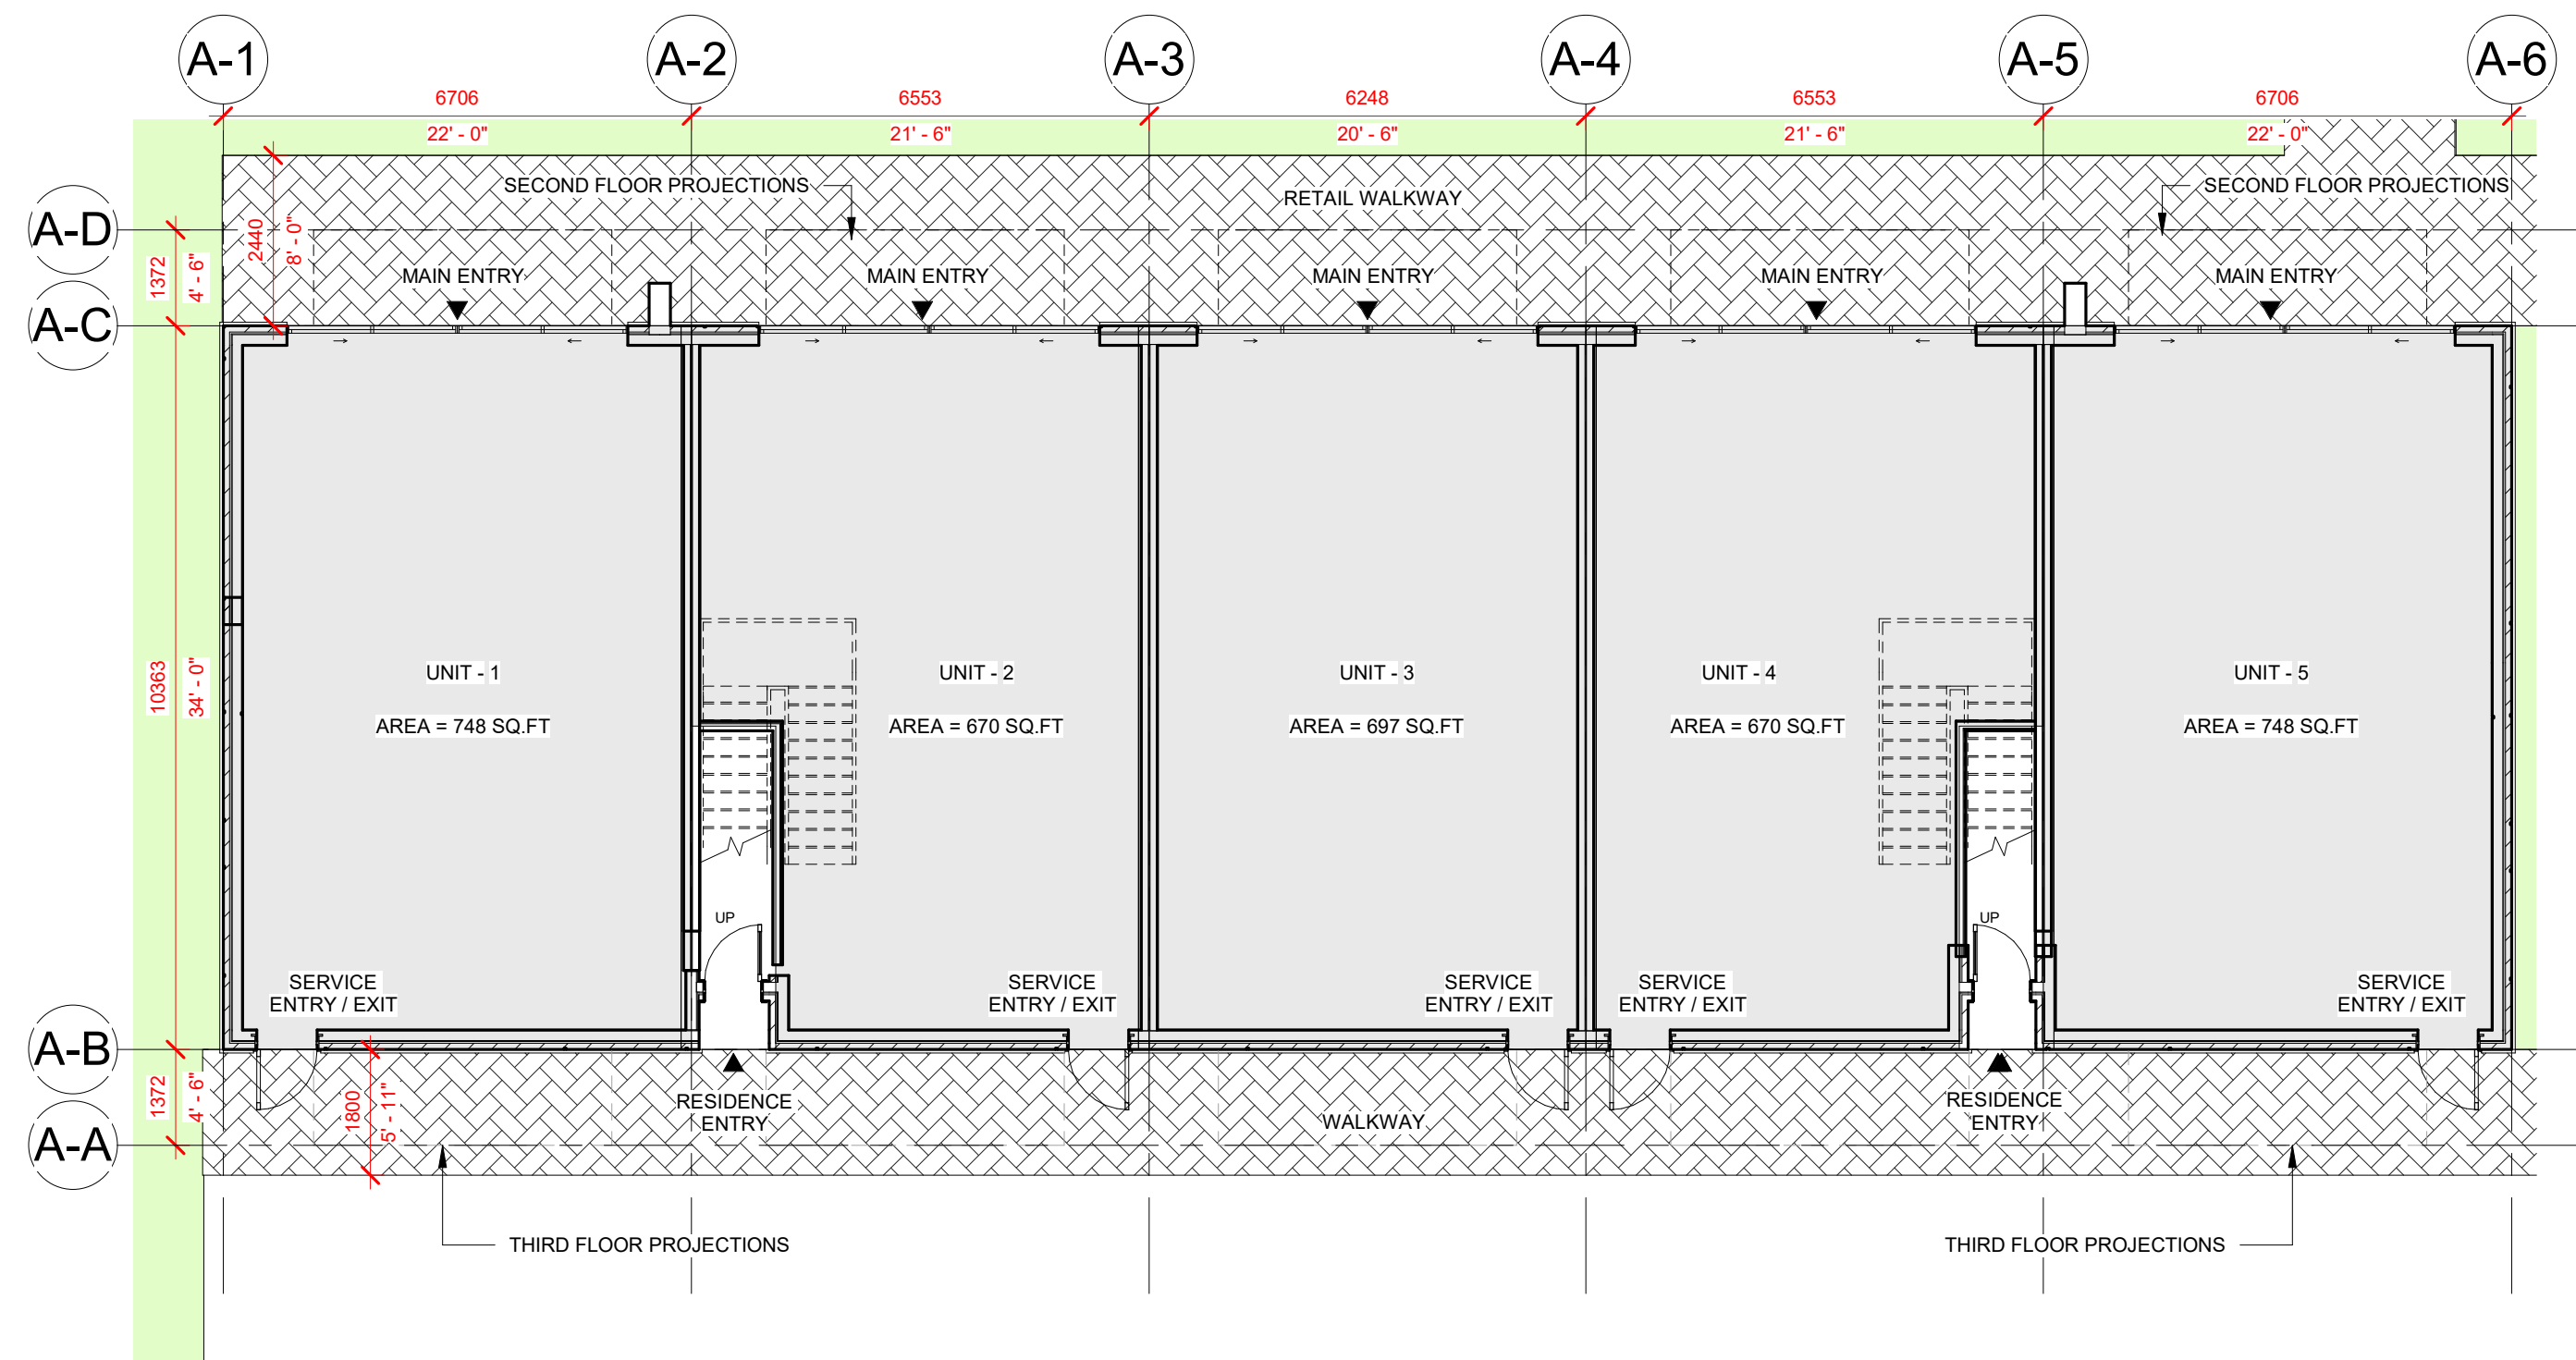 A-1
A-2
A-3
A-4
A-5
A-6
6706
6553
6248
6553
6706
22' - 0"
21' - 6"
20' - 6"
21' - 6"
22' - 0"
SECOND FLOOR PROJECTIONS
RETAIL WALKWAY
SECOND FLOOR PROJECTIONS
A-D
2440
8' - 0"
1372
4' - 6"
MAIN ENTRY
MAIN ENTRY
MAIN ENTRY
MAIN ENTRY
MAIN ENTRY
A-C
10363
34' - 0"
UNIT - 1
AREA = 748 SQ.FT
UNIT - 2
AREA = 670 SQ.FT
UNIT - 3
AREA = 697 SQ.FT
UNIT - 4
AREA = 670 SQ.FT
UNIT - 5
AREA = 748 SQ.FT
UP
UP
SERVICE
ENTRY / EXIT
SERVICE
ENTRY / EXIT
SERVICE
ENTRY / EXIT
SERVICE
ENTRY / EXIT
SERVICE
ENTRY / EXIT
A-B
1372
4' - 6"
1800
5' - 11"
RESIDENCE
ENTRY
WALKWAY
RESIDENCE
ENTRY
A-A
THIRD FLOOR PROJECTIONS
THIRD FLOOR PROJECTIONS